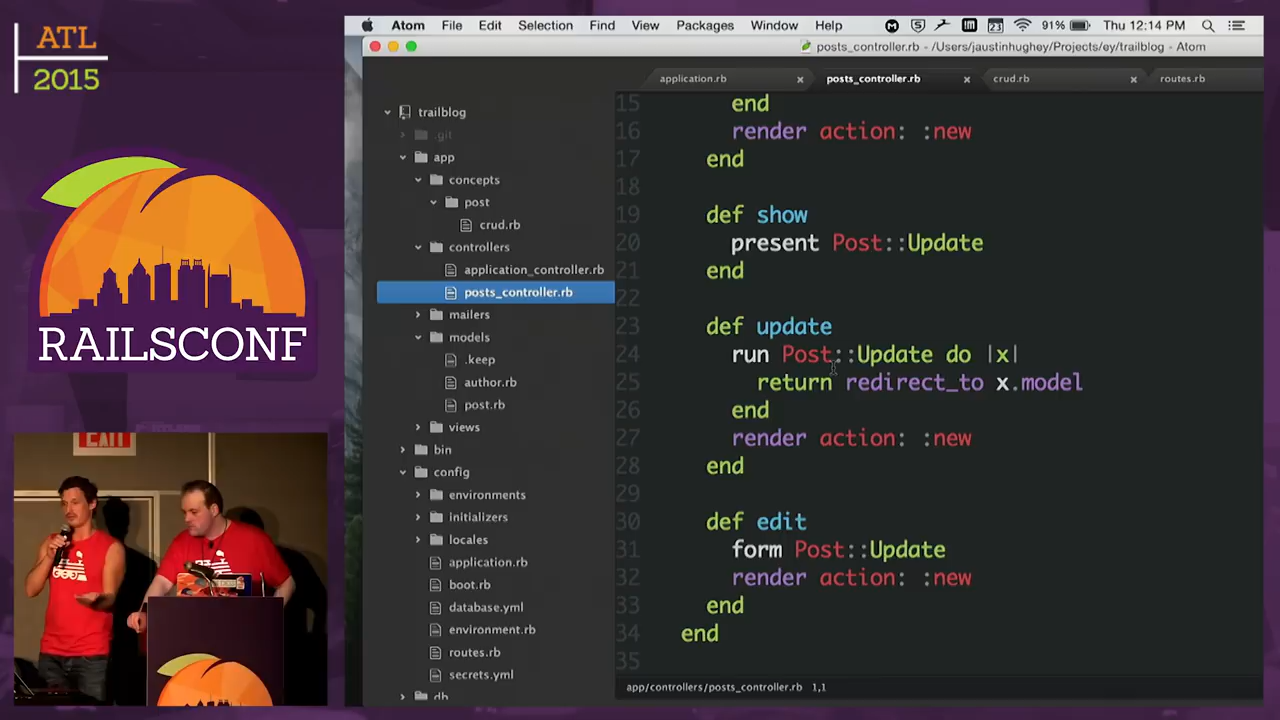 ATL
2015
RAILSCONF
EXIT
Atom File Edit Selection Find View Packages Window Help 23 91% Thu 12:14 PM
posts_controller.rb - /Users/jaustinhughey/Projects/ey/trailblog - Atom
application.rb posts_controller.rb crud.rb routes.rb
trailblog
.git
app
concepts
post
crud.rb
controllers
application_controller.rb
posts_controller.rb
mailers
models
.keep
author.rb
post.rb
views
bin
config
environments
initializers
locales
application.rb
boot.rb
database.yml
environment.rb
routes.rb
secrets.yml
db
15 end
16 render action: :new
17 end
18
19 def show
20 present Post::Update
21 end
22
23 def update
24 run Post::Update do |x|
25 return redirect_to x.model
26 end
27 render action: :new
28 end
29
30 def edit
31 form Post::Update
32 render action: :new
33 end
34 end
35
app/controllers/posts_controller.rb 1,1